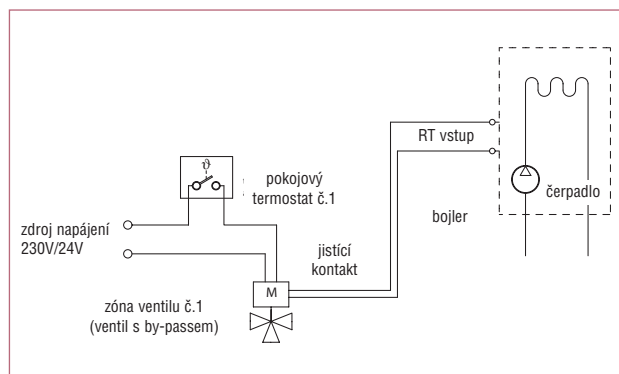 RT vstup
ϑ
pokojový
termostat č.1
čerpadlo
bojler
zdroj napájení
230V/24V
jistící
kontakt
M
zóna ventilu č.1
(ventil s by-passem)